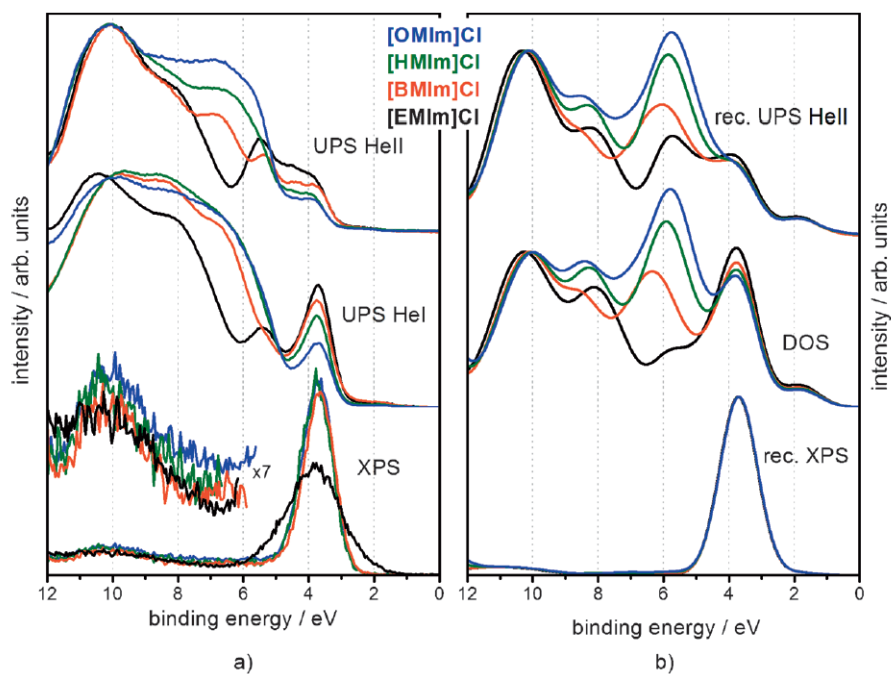 [OMIm]Cl
[HMIm]Cl
[BMIm]Cl
[EMIm]Cl
UPS HeII
UPS HeI
x7
XPS
intensity / arb. units
12 10 8 6 4 2 0
binding energy / eV
a)
rec. UPS HeII
DOS
rec. XPS
intensity / arb. units
12 10 8 6 4 2 0
binding energy / eV
b)